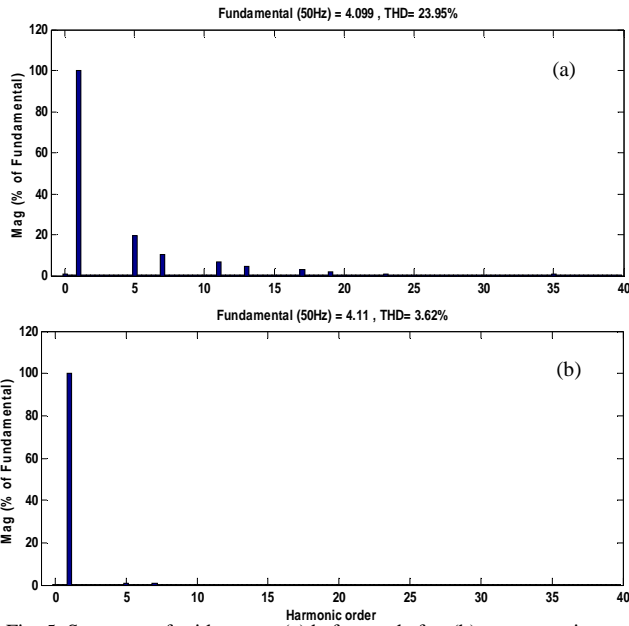 Fundamental (50Hz) = 4.099 , THD= 23.95%
120
100
80
60
40
20
0
Mag (% of Fundamental)
(a)
0 5 10 15 20 25 30 35 40
Fundamental (50Hz) = 4.11 , THD= 3.62%
120
100
80
60
40
20
0
Mag (% of Fundamental)
(b)
0 5 10 15 20 25 30 35 40
Harmonic order